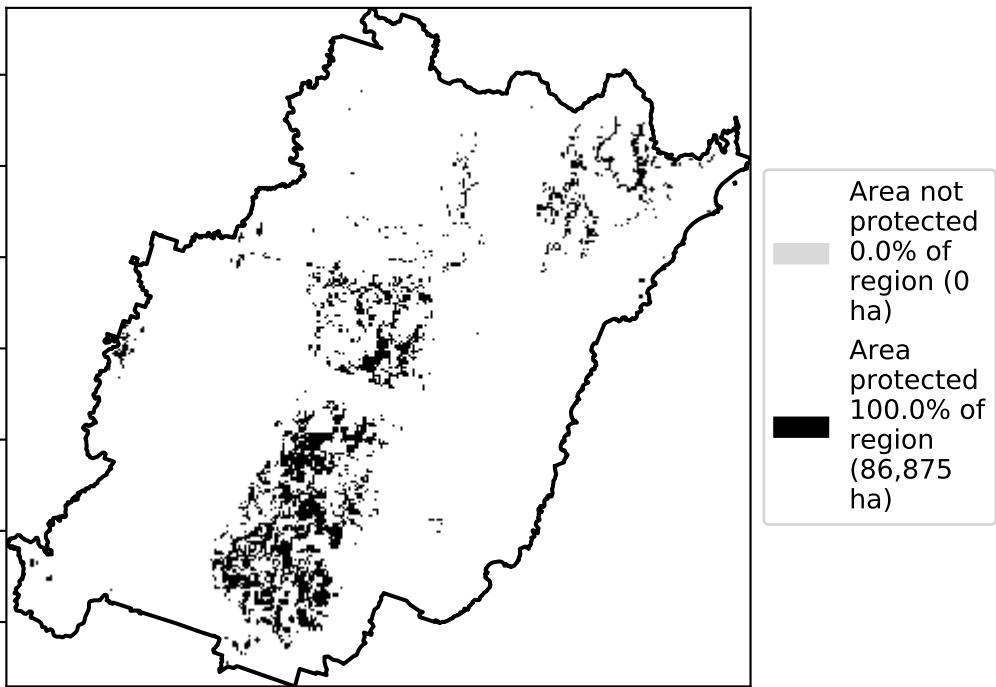 Area not
protected
0.0% of
region (0
ha)
Area
protected
100.0% of
region
(86,875
ha)